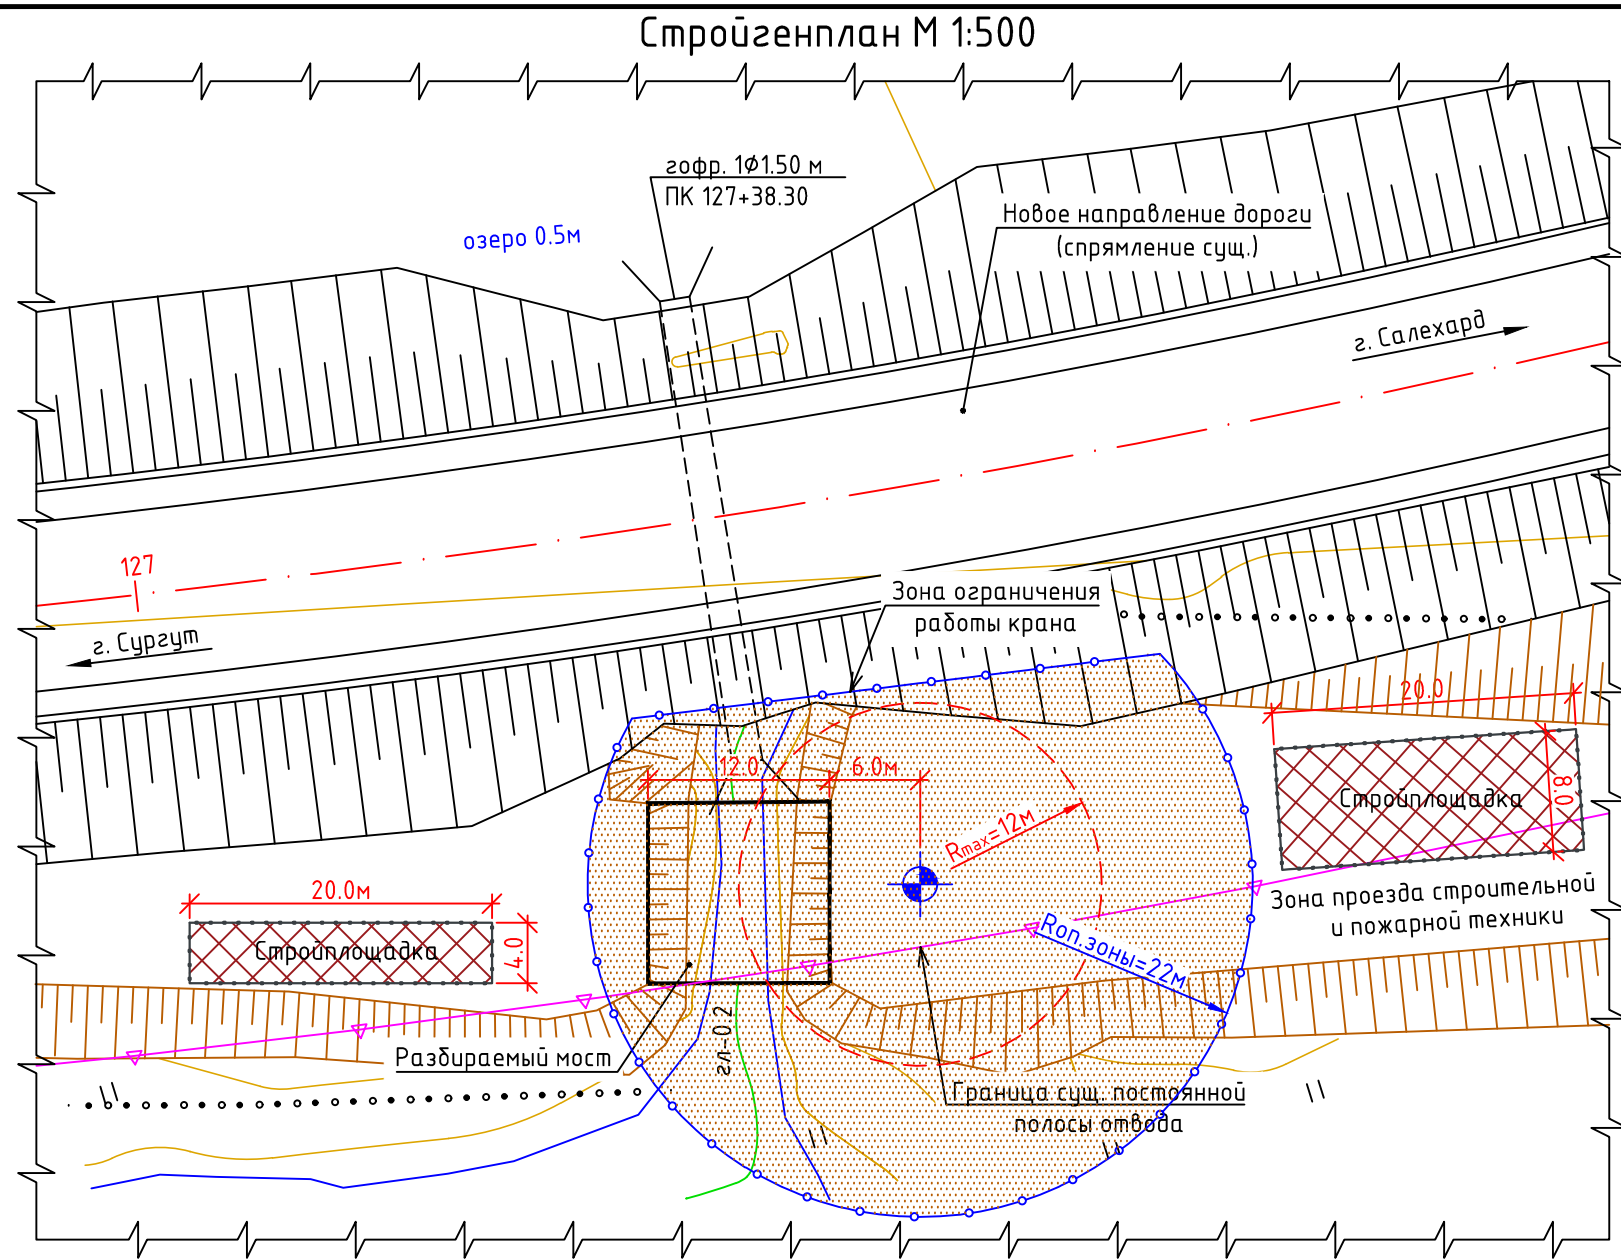 Стройгенплан М 1:500
гофр. 1Ø1.50 м
ПК 127+38.30
озеро 0.5м
Новое направление дороги
(спрямление сущ.)
г. Салехард
127
г. Сургут
Зона ограничения
работы крана
20.0
12.0
6.0м
8.0
Стройплощадка
Rmax=12м
20.0м
Стройплощадка
4.0
Зона проезда строительной
и пожарной техники
Rоп.зоны=22м
гл-0.2
Разбираемый мост
Граница сущ. постоянной
полосы отвода